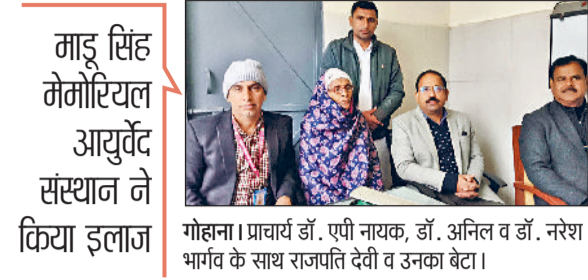 माडू सिंह
मेमोरियल
आयुर्वेद
संस्थान ने
किया इलाज
गोहाना। प्राचार्य डॉ. एपी नायक, डॉ. अनिल व डॉ. नरेश
भार्गव के साथ राजपति देवी व उनका बेटा।